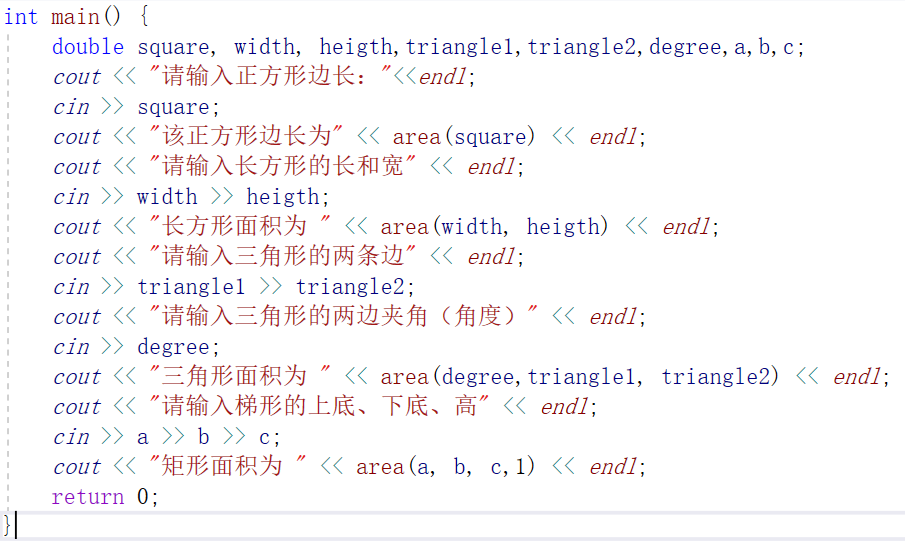 int main() {
double square, width, heigth,triangle1,triangle2,degree,a,b,c;
cout << "请输入正方形边长："<<endl;
cin >> square;
cout << "该正方形边长为" << area(square) << endl;
cout << "请输入长方形的长和宽" << endl;
cin >> width >> heigth;
cout << "长方形面积为 " << area(width, heigth) << endl;
cout << "请输入三角形的两条边" << endl;
cin >> triangle1 >> triangle2;
cout << "请输入三角形的两边夹角（角度）" << endl;
cin >> degree;
cout << "三角形面积为 " << area(degree,triangle1, triangle2) << endl;
cout << "请输入梯形的上底、下底、高" << endl;
cin >> a >> b >> c;
cout << "矩形面积为 " << area(a, b, c,1) << endl;
return 0;
}